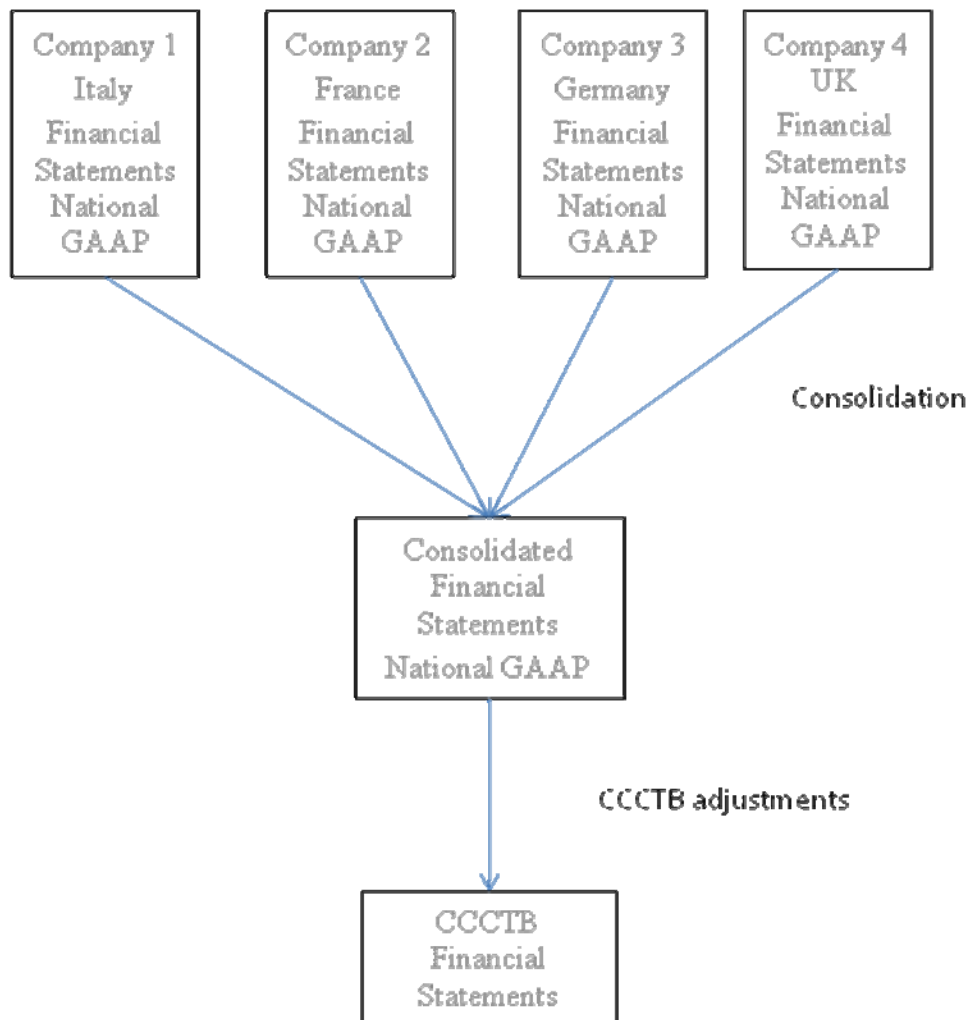 Company 1
Italy
Financial
Statements
National
GAAP
Company 2
France
Financial
Statements
National
GAAP
Company 3
Germany
Financial
Statements
National
GAAP
Company 4
UK
Financial
Statements
National
GAAP
Consolidation
Consolidated
Financial
Statements
National GAAP
CCCTB adjustments
CCCTB
Financial
Statements